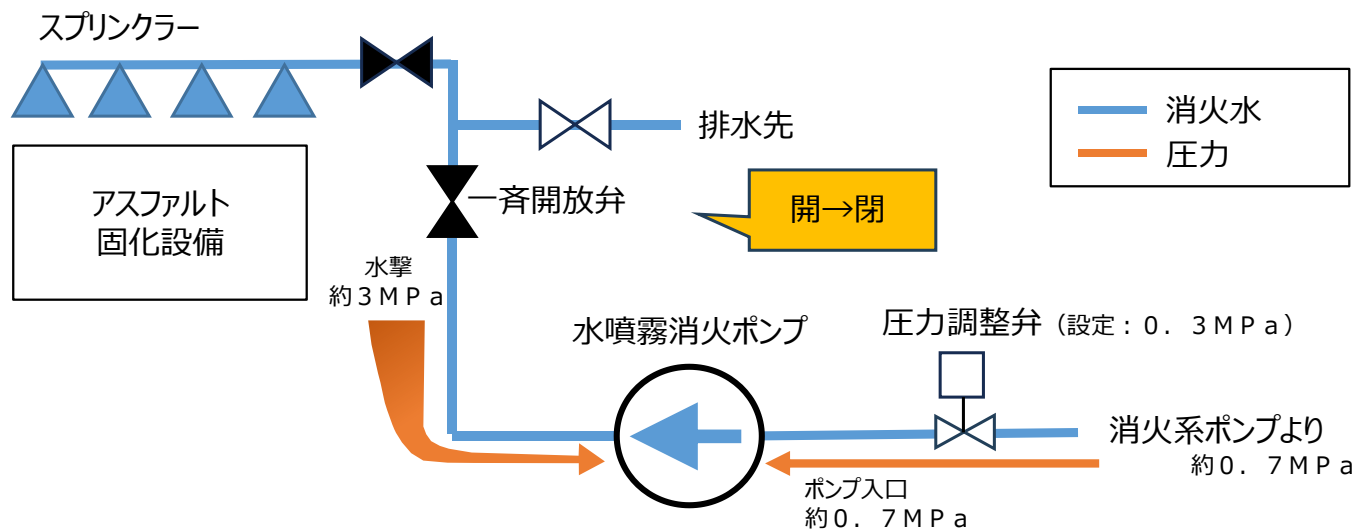 スプリンクラー
消火水
圧力
排水先
アスファルト
固化設備
一斉開放弁
開→閉
水撃
約3MPa
水噴霧消火ポンプ
圧力調整弁（設定：0．3MPa）
消火系ポンプより
約0．7MPa
ポンプ入口
約0．7MPa